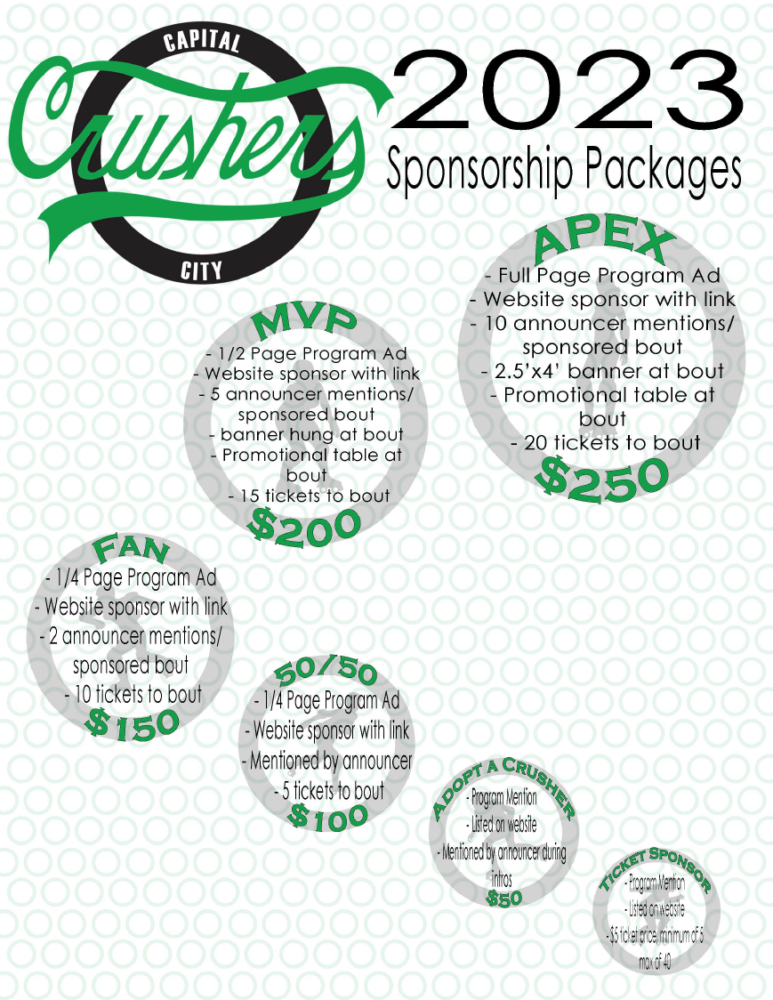 CAPITAL
Crushers
CITY
2023
Sponsorship Packages
APEX
- Full Page Program Ad
- Website sponsor with link
- 10 announcer mentions/
sponsored bout
- 2.5’x4’ banner at bout
- Promotional table at
bout
- 20 tickets to bout
$250
MVP
- 1/2 Page Program Ad
- Website sponsor with link
- 5 announcer mentions/
sponsored bout
- banner hung at bout
- Promotional table at
bout
- 15 tickets to bout
$200
FAN
- 1/4 Page Program Ad
- Website sponsor with link
- 2 announcer mentions/
sponsored bout
- 10 tickets to bout
$150
50/50
- 1/4 Page Program Ad
- Website sponsor with link
- Mentioned by announcer
- 5 tickets to bout
$100
ADOPT A CRUSHER
- Program Mention
- Listed on website
- Mentioned by announcer during
intros
$50
TICKET SPONSOR
- Program Mention
- Listed on website
- $5 ticket price, minimum of 5
max of 40